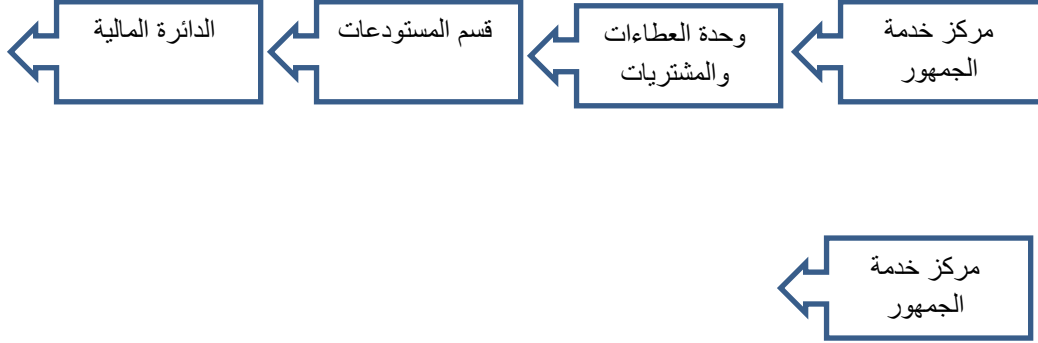 مركز خدمة
الجمهور
وحدة العطاءات
والمشتريات
قسم المستودعات
الدائرة المالية
مركز خدمة
الجمهور